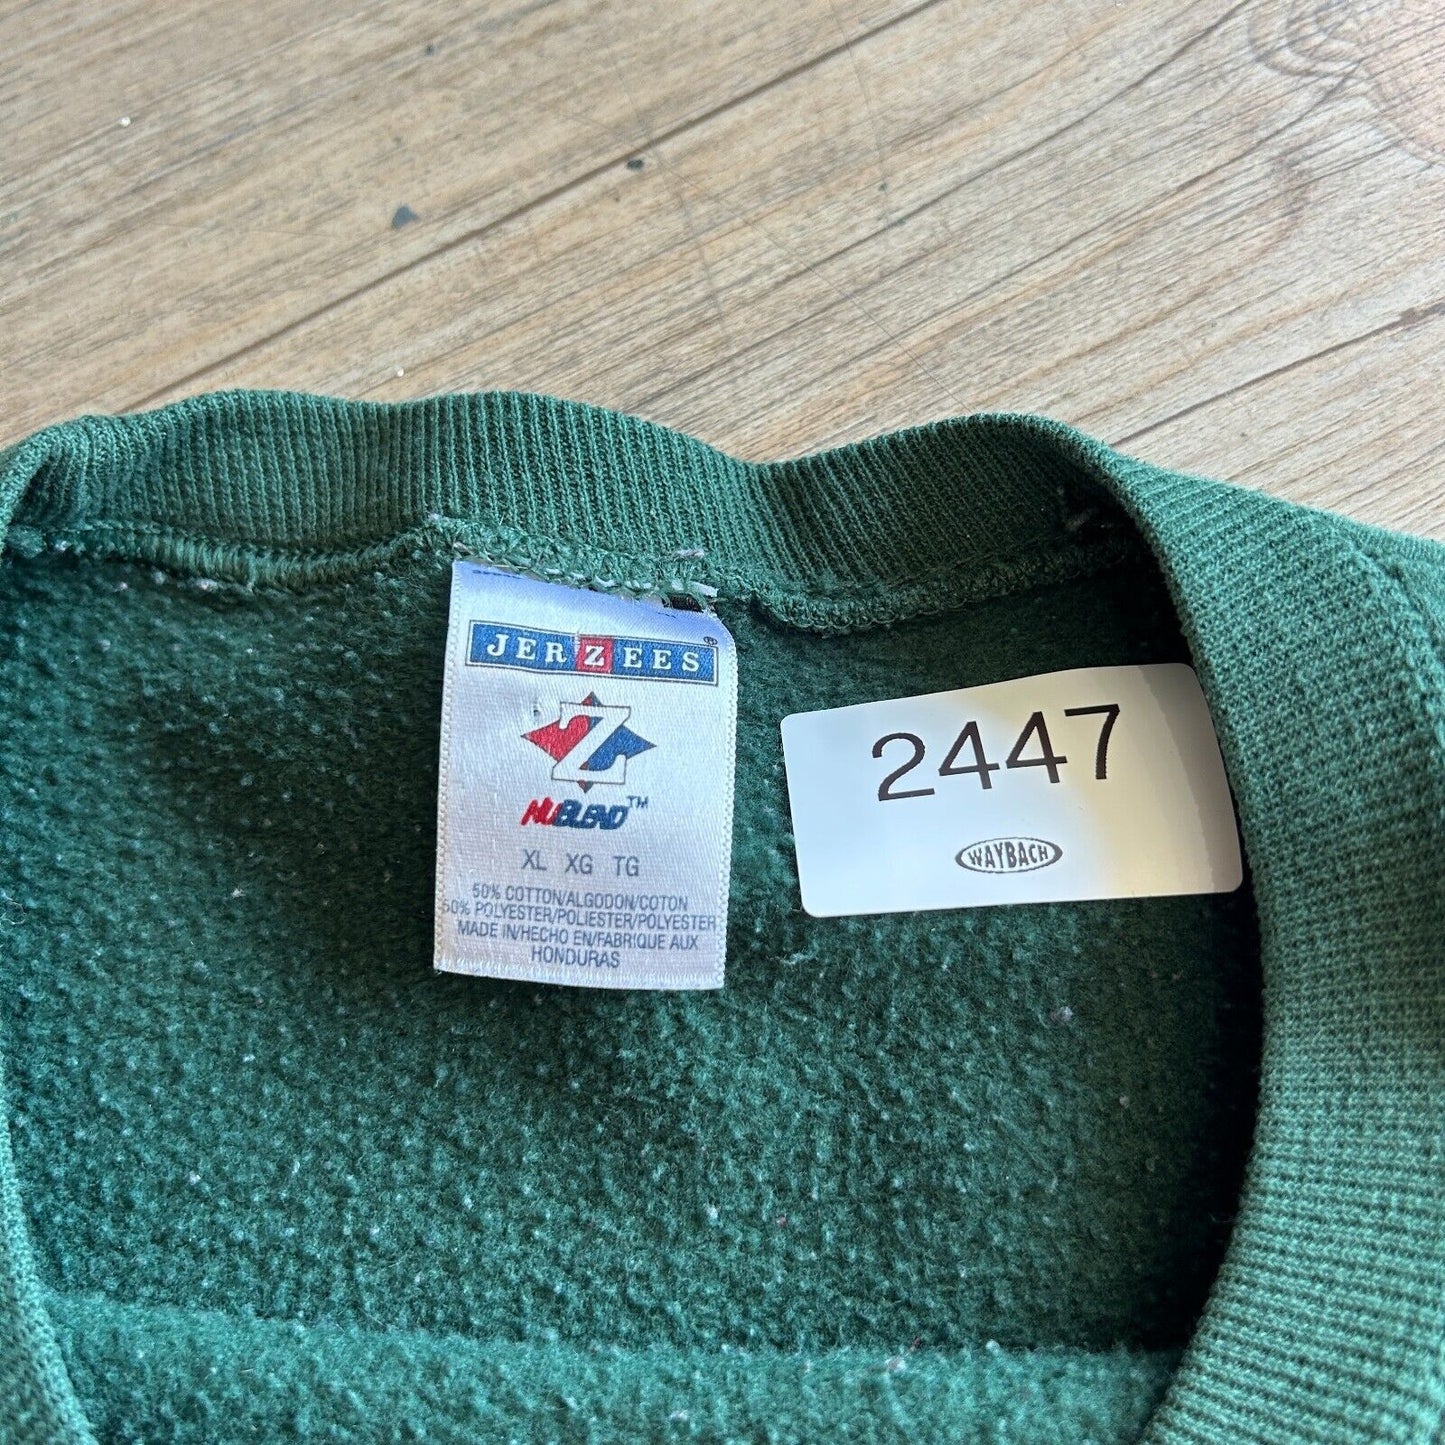 JERZEES®
Z
NUBLEND™
XL XG TG
50% COTTON/ALGODON/COTON
50% POLYESTER/POLIESTER/POLYESTER
MADE IN/HECHO EN/FABRIQUE AUX
HONDURAS
2447
WAYBACH